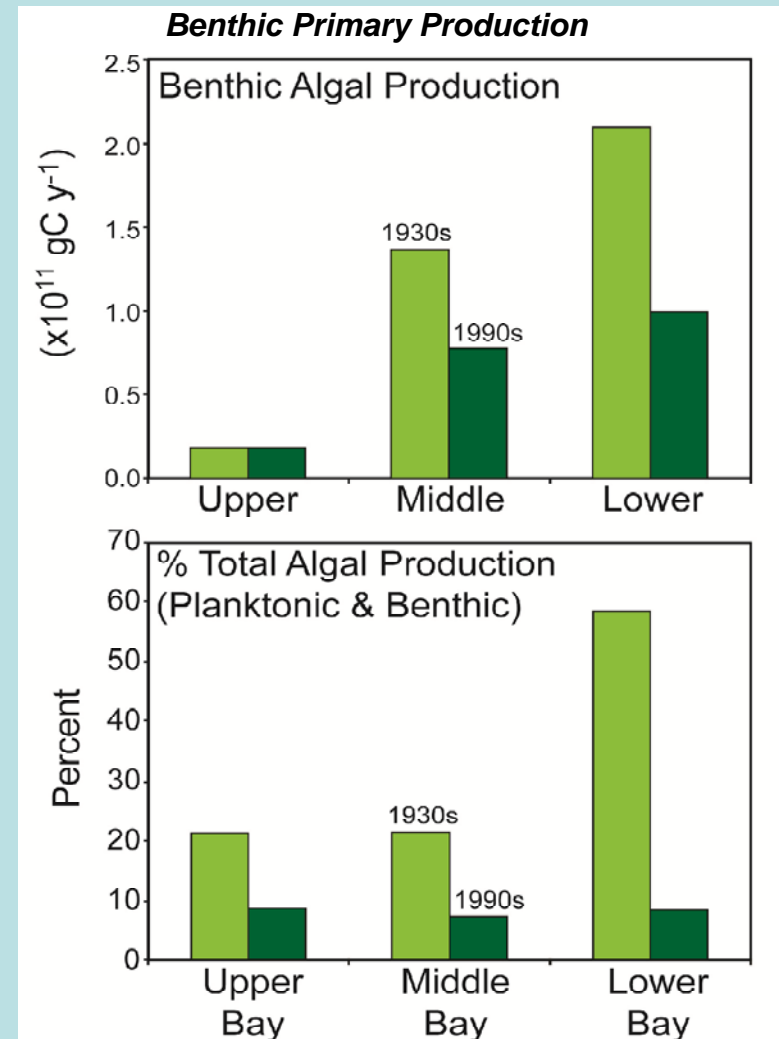 Benthic Primary Production
Benthic Algal Production
(x10¹¹ gC y⁻¹)
2.5
2.0
1.5
1.0
0.5
0.0
1930s
1990s
Upper Middle Lower
% Total Algal Production
(Planktonic & Benthic)
Percent
70
60
50
40
30
20
10
0
1930s
1990s
Upper Middle Lower
Bay Bay Bay